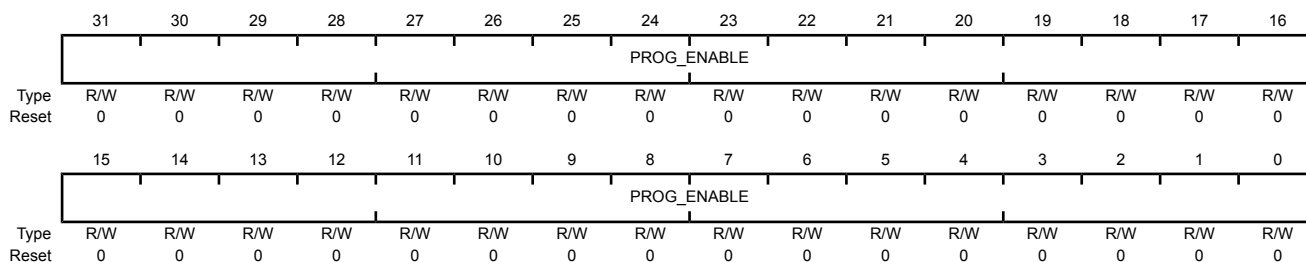 31 30 29 28 27 26 25 24 23 22 21 20 19 18 17 16
PROG_ENABLE
Type R/W R/W R/W R/W R/W R/W R/W R/W R/W R/W R/W R/W R/W R/W R/W R/W
Reset 0 0 0 0 0 0 0 0 0 0 0 0 0 0 0 0
15 14 13 12 11 10 9 8 7 6 5 4 3 2 1 0
PROG_ENABLE
Type R/W R/W R/W R/W R/W R/W R/W R/W R/W R/W R/W R/W R/W R/W R/W R/W
Reset 0 0 0 0 0 0 0 0 0 0 0 0 0 0 0 0